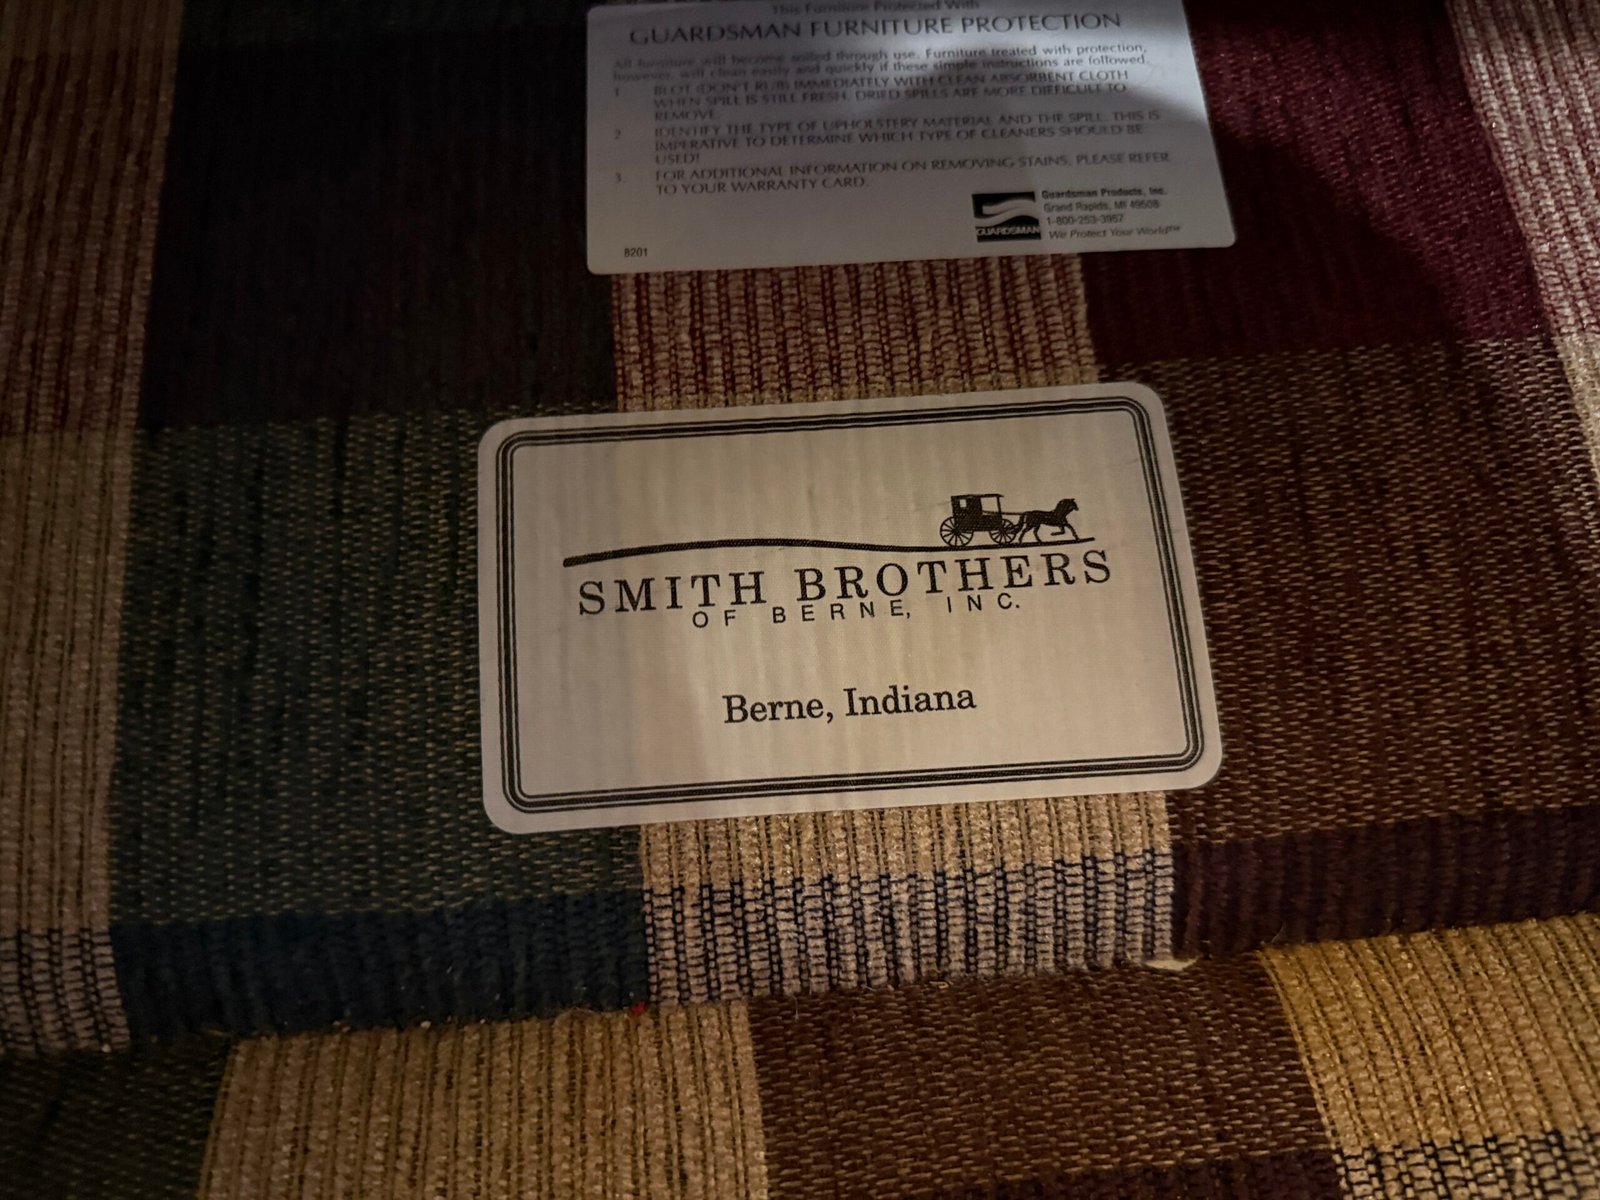 This Furniture Protected With
GUARDSMAN FURNITURE PROTECTION
All furniture will become soiled through use. Furniture treated with protection,
however, will clean easily and quickly if these simple instructions are followed.
1. BLOT (DON'T RUB) IMMEDIATELY WITH CLEAN ABSORBENT CLOTH
WHEN SPILL IS STILL FRESH. DRIED SPILLS ARE MORE DIFFICULT TO
REMOVE.
2. IDENTIFY THE TYPE OF UPHOLSTERY MATERIAL AND THE SPILL. THIS IS
IMPERATIVE TO DETERMINE WHICH TYPE OF CLEANERS SHOULD BE
USED!
3. FOR ADDITIONAL INFORMATION ON REMOVING STAINS, PLEASE REFER
TO YOUR WARRANTY CARD.
GUARDSMAN
Guardsman Products, Inc.
Grand Rapids, MI 49508
1-800-253-3957
We Protect Your World™
8201
SMITH BROTHERS
OF BERNE, INC.
Berne, Indiana